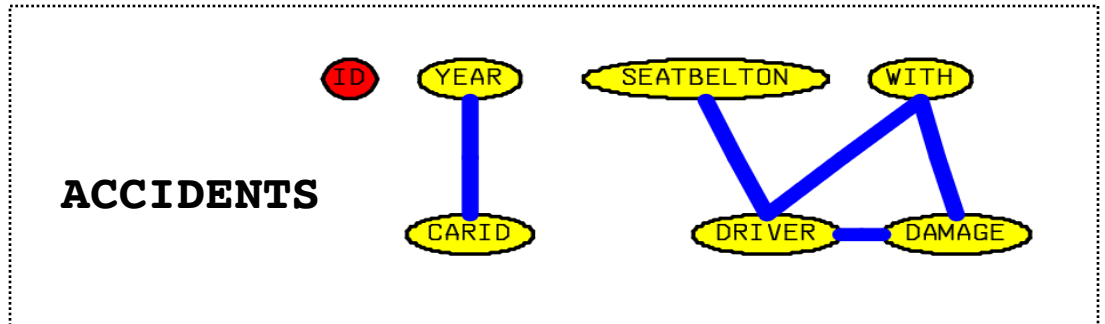 ID YEAR SEATBELTON WITH
ACCIDENTS
CARID DRIVER DAMAGE